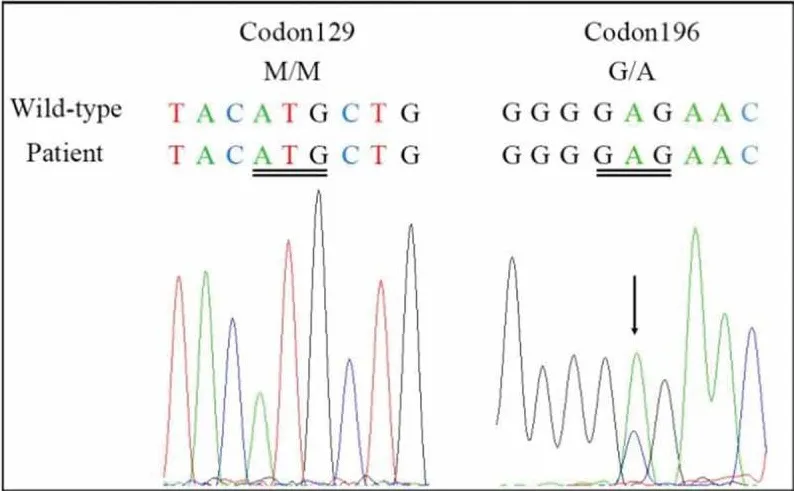 Codon129 Codon196
M/M G/A
Wild-type T A C A T G C T G G G G G A G A A C
Patient T A C A T G C T G G G G G A G A A C